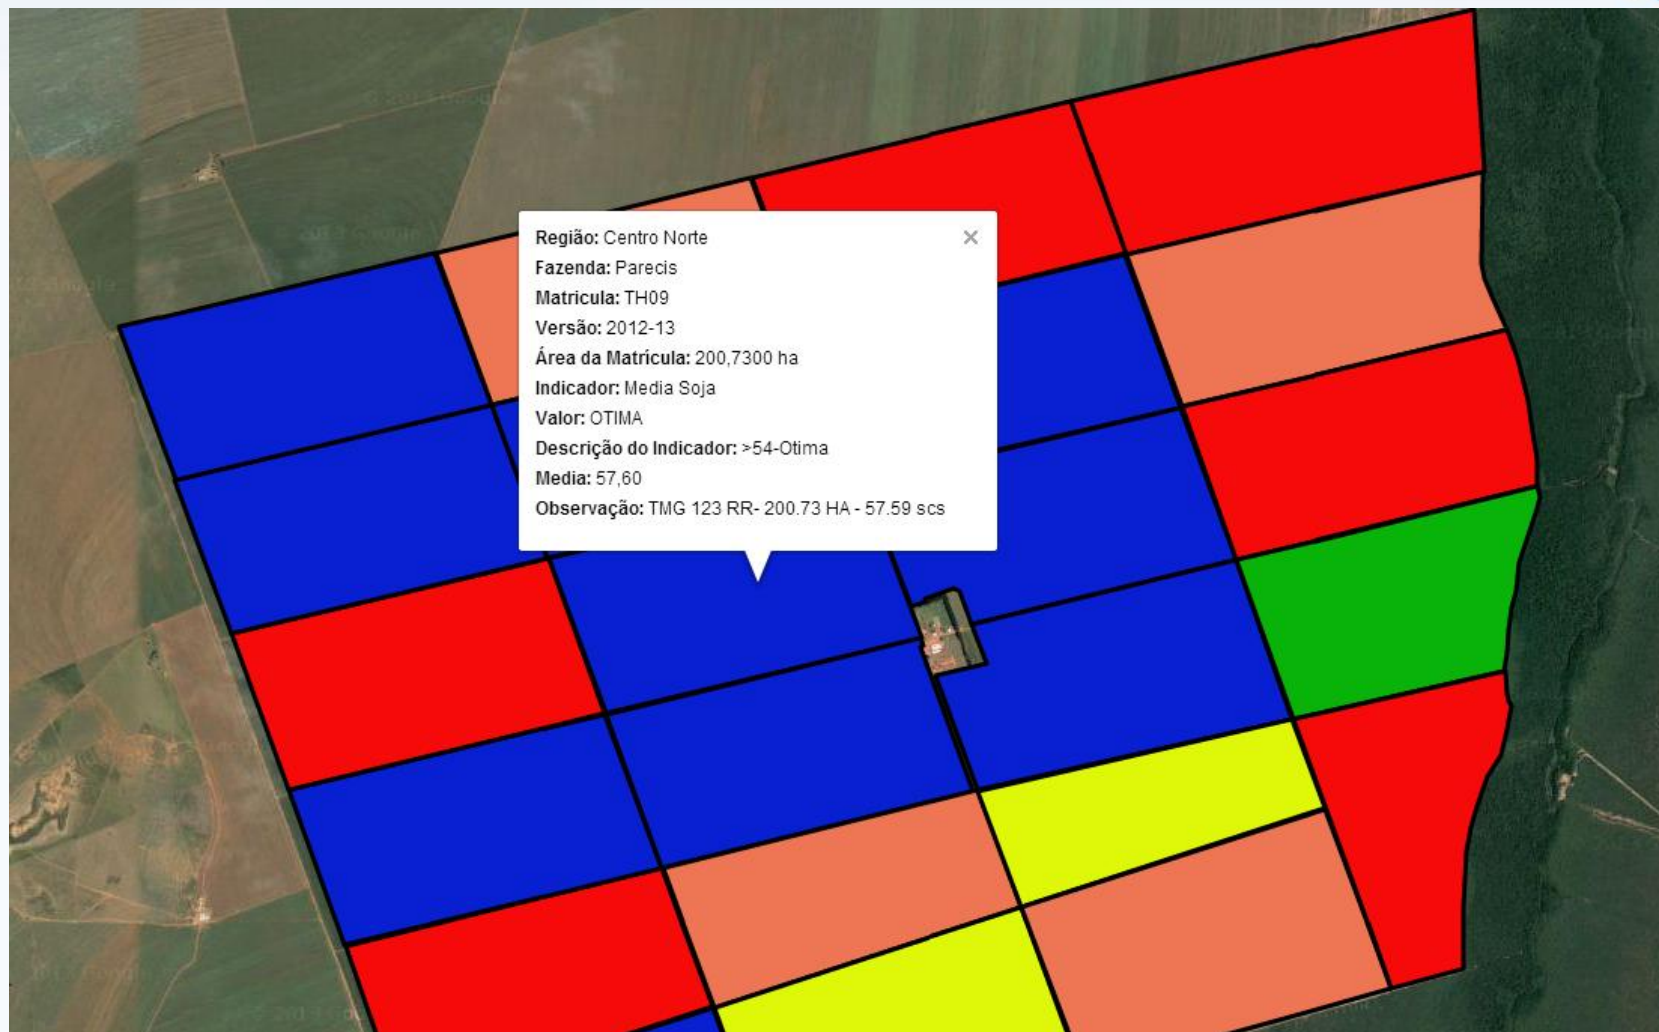 Região: Centro Norte
Fazenda: Parecis
Matricula: TH09
Versão: 2012-13
Área da Matrícula: 200,7300 ha
Indicador: Media Soja
Valor: OTIMA
Descrição do Indicador: >54-Otima
Media: 57,60
Observação: TMG 123 RR- 200.73 HA - 57.59 scs